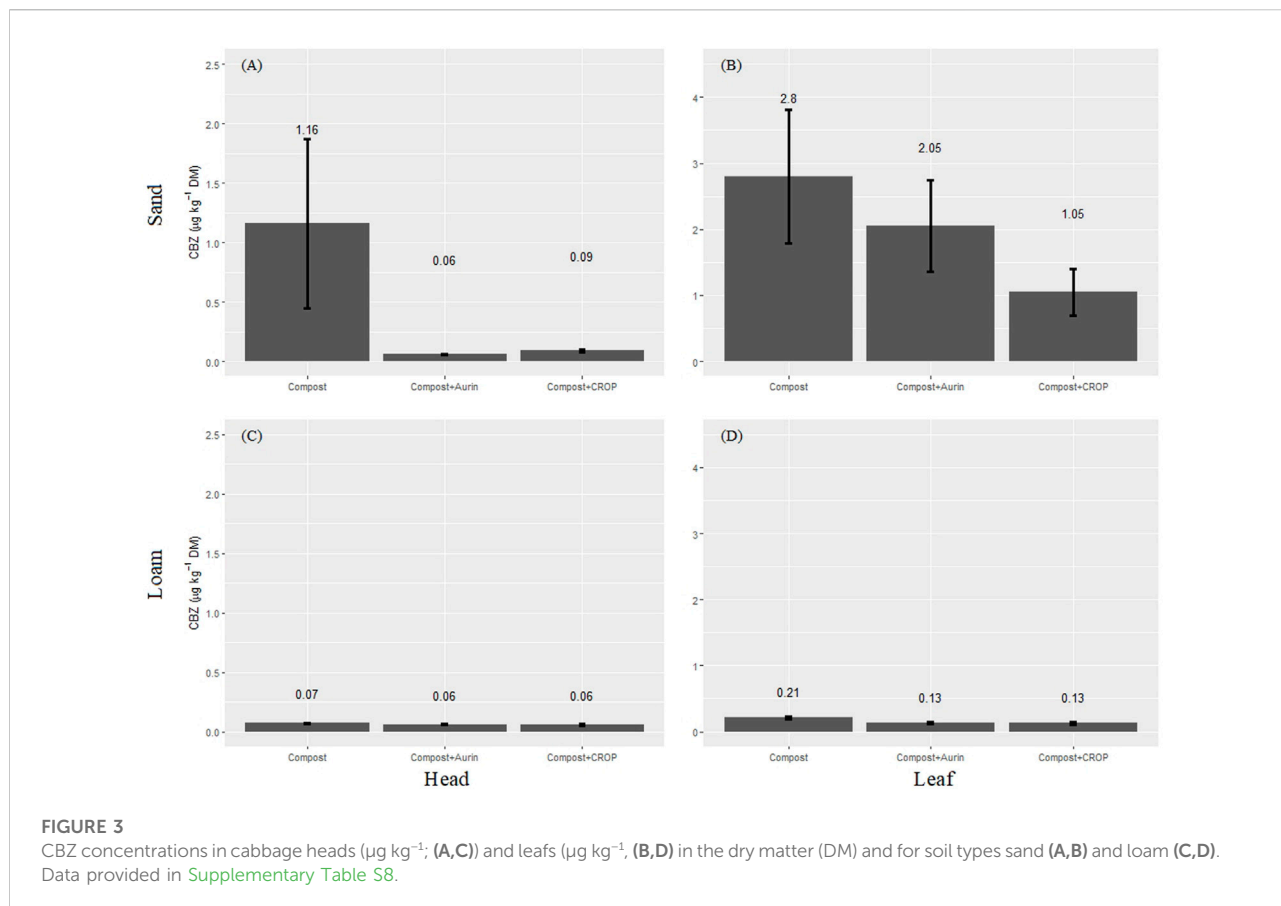 (A)
2.5
2.0
1.5
1.0
0.5
0.0
Sand
CBZ (µg kg⁻¹ DM)
1.16
0.06
0.09
Compost
Compost+Aurin
Compost+CROP
(B)
4
3
2
1
0
2.8
2.05
1.05
Compost
Compost+Aurin
Compost+CROP
(C)
2.5
2.0
1.5
1.0
0.5
0.0
Loam
CBZ (µg kg⁻¹ DM)
0.07
0.06
0.06
Compost
Compost+Aurin
Compost+CROP
Head
(D)
4
3
2
1
0
0.21
0.13
0.13
Compost
Compost+Aurin
Compost+CROP
Leaf
FIGURE 3
CBZ concentrations in cabbage heads (µg kg⁻¹; (A,C)) and leafs (µg kg⁻¹, (B,D) in the dry matter (DM) and for soil types sand (A,B) and loam (C,D).
Data provided in Supplementary Table S8.